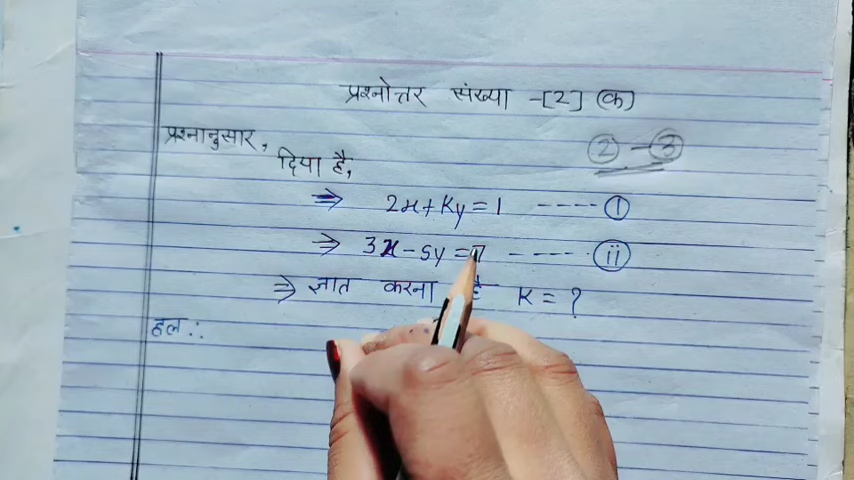 प्रश्नोत्तर संख्या -[2] (क)
प्रश्नानुसार,
② - ③
दिया है,
⇒ 2x+Ky=1 ---- ①
⇒ 3x-5y=7 ---- ⓘⓘ
⇒ ज्ञात करना है K = ?
हल :.